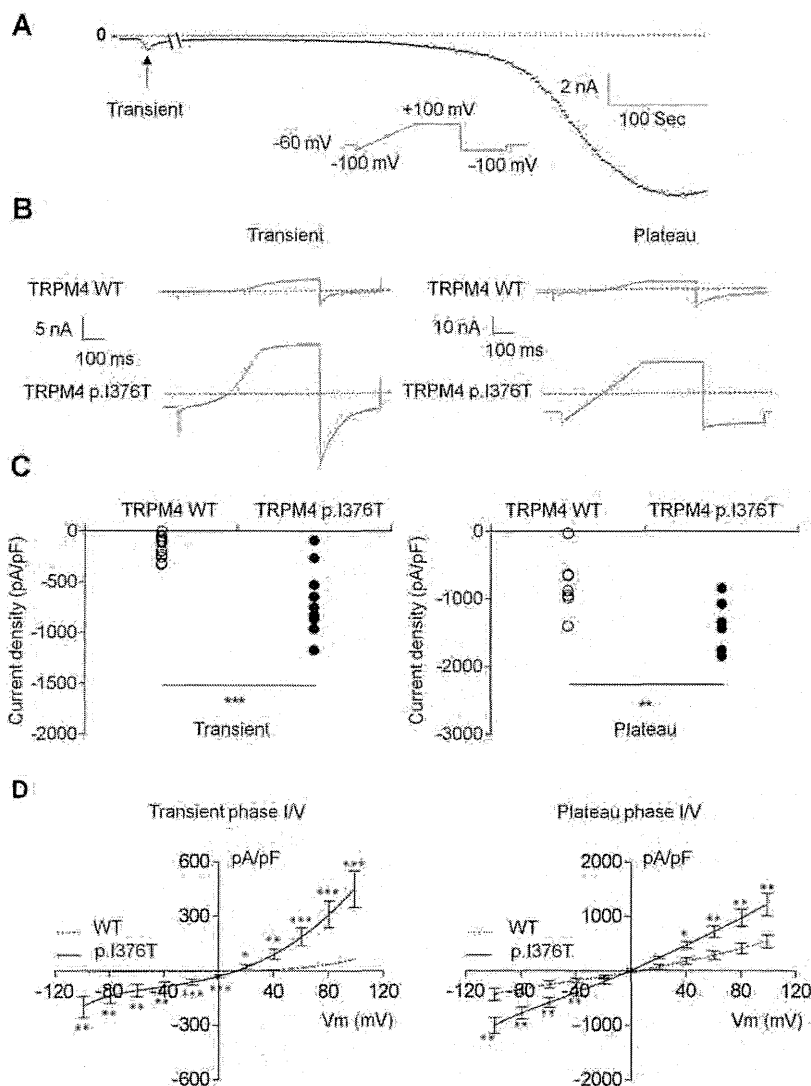 A
0
Transient
2 nA
100 Sec
+100 mV
-60 mV
-100 mV
-100 mV
B
Transient
Plateau
TRPM4 WT
5 nA
100 ms
TRPM4 p.I376T
TRPM4 WT
10 nA
100 ms
TRPM4 p.I376T
C
TRPM4 WT
TRPM4 p.I376T
0
-500
-1000
-1500
-2000
Current density (pA/pF)
***
Transient
TRPM4 WT
TRPM4 p.I376T
0
-1000
-2000
-3000
Current density (pA/pF)
**
Plateau
D
Transient phase I/V
600
pA/pF
300
-300
-600
WT
p.I376T
-120
-80
-40
0
40
80
120
Vm (mV)
* ** *** *** ***
** ** ** ** *** ***
Plateau phase I/V
2000
pA/pF
1000
-1000
-2000
WT
p.I376T
-120
-80
-40
0
40
80
120
Vm (mV)
* ** ** **
** ** ** **